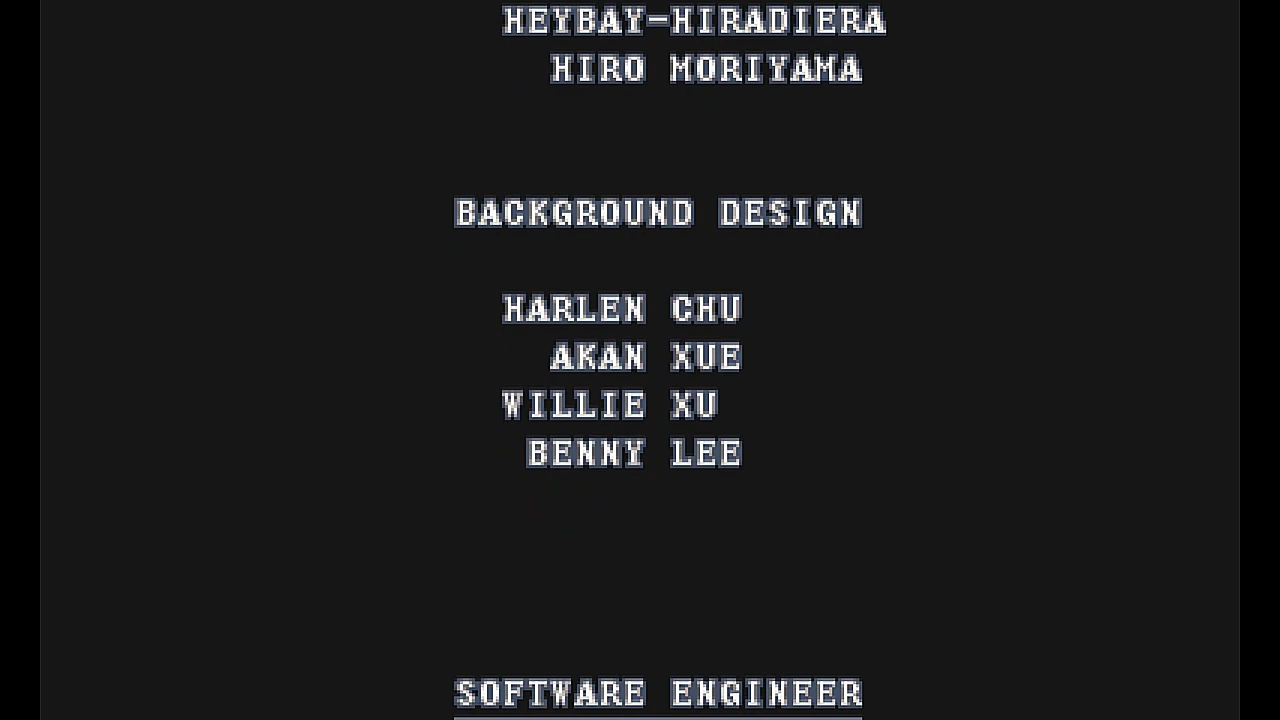 HEYBAY-HIRADIERA
HIRO MORIYAMA
BACKGROUND DESIGN
HARLEN CHU
AKAN XUE
WILLIE XU
BENNY LEE
SOFTWARE ENGINEER